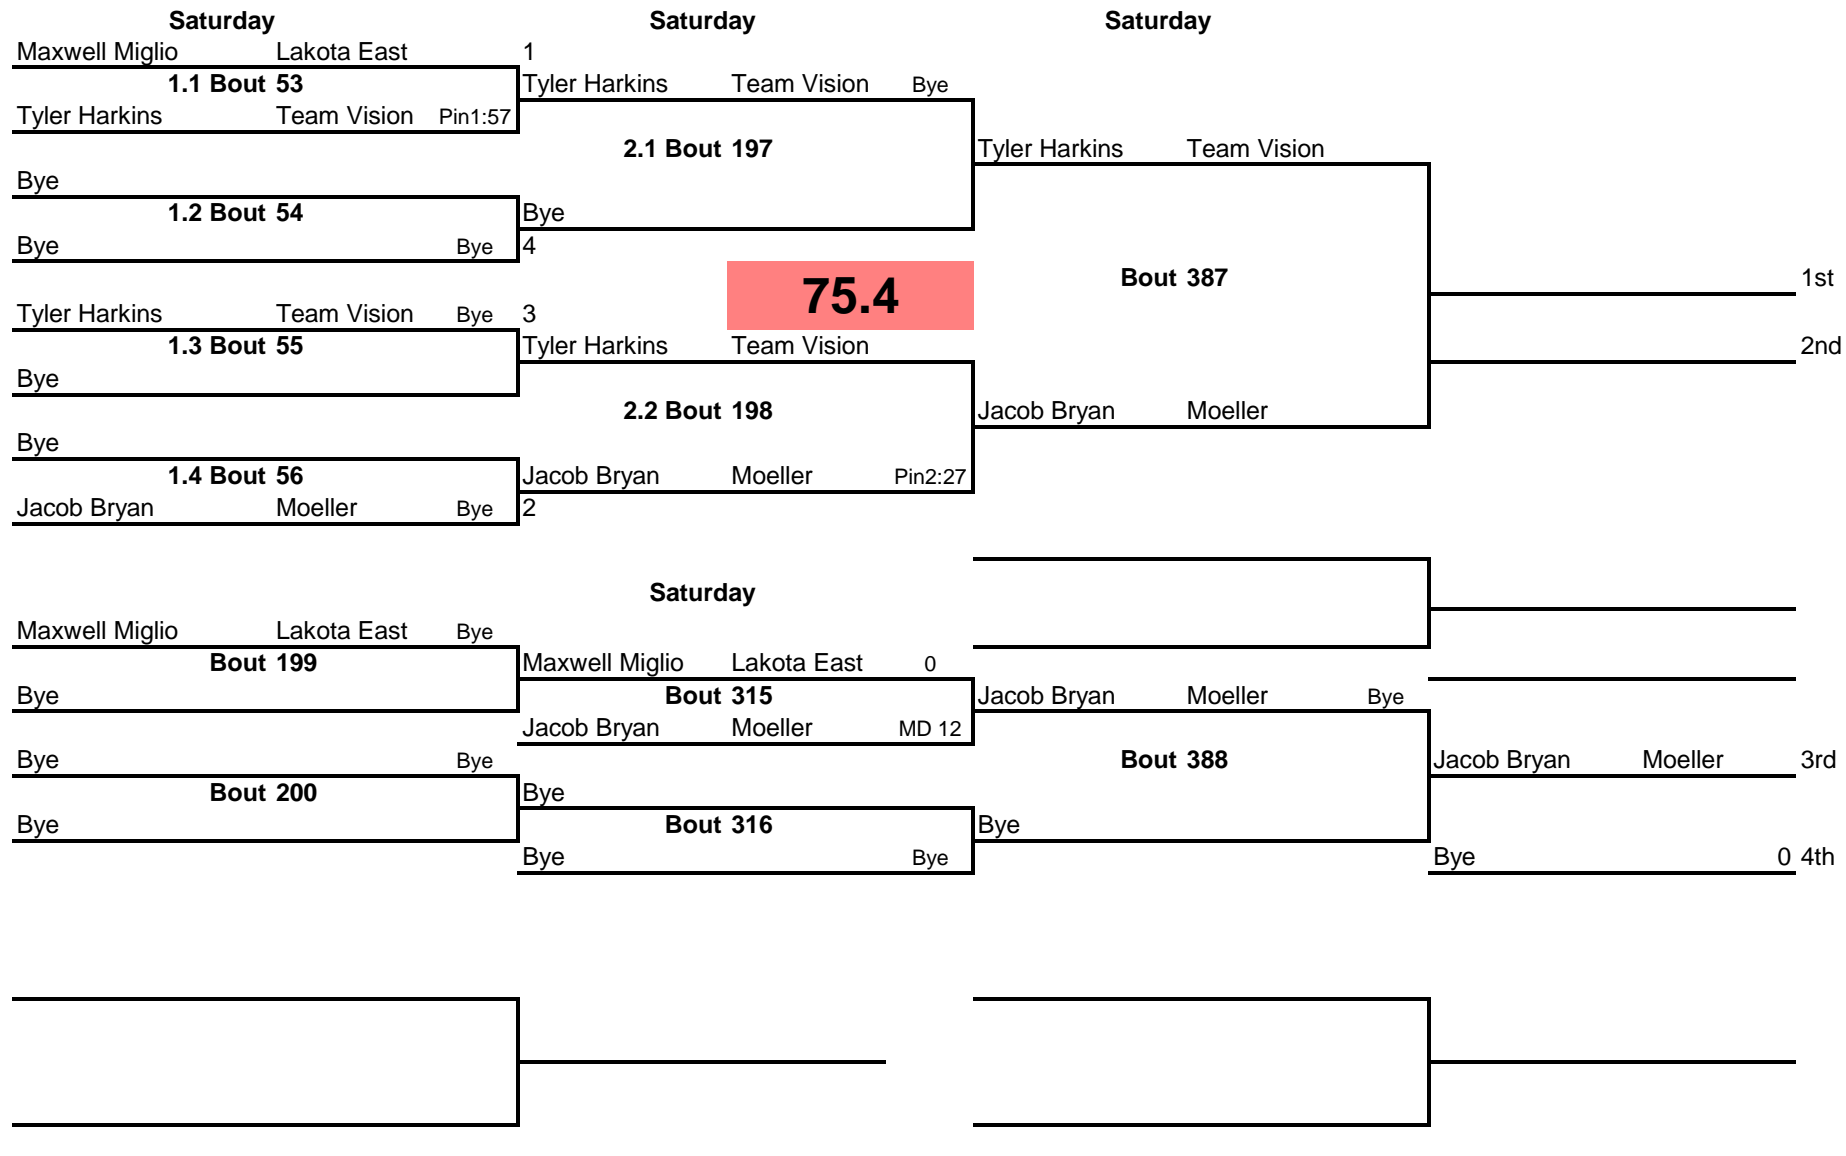 Saturday Saturday Saturday
Maxwell Miglio Lakota East 1
1.1 Bout 53 Tyler Harkins Team Vision Bye
Tyler Harkins Team Vision Pin1:57
2.1 Bout 197 Tyler Harkins Team Vision
Bye
1.2 Bout 54 Bye
Bye Bye 4
75.4 Bout 387 1st
Tyler Harkins Team Vision Bye 3
1.3 Bout 55 Tyler Harkins Team Vision 2nd
Bye
2.2 Bout 198 Jacob Bryan Moeller
Bye
1.4 Bout 56 Jacob Bryan Moeller Pin2:27
Jacob Bryan Moeller Bye 2
Saturday
Maxwell Miglio Lakota East Bye
Bout 199 Maxwell Miglio Lakota East 0
Bye Bout 315 Jacob Bryan Moeller Bye
Jacob Bryan Moeller MD 12
Bye Bye Bout 388 Jacob Bryan Moeller 3rd
Bout 200 Bye
Bye Bout 316 Bye
Bye Bye Bye 0 4th